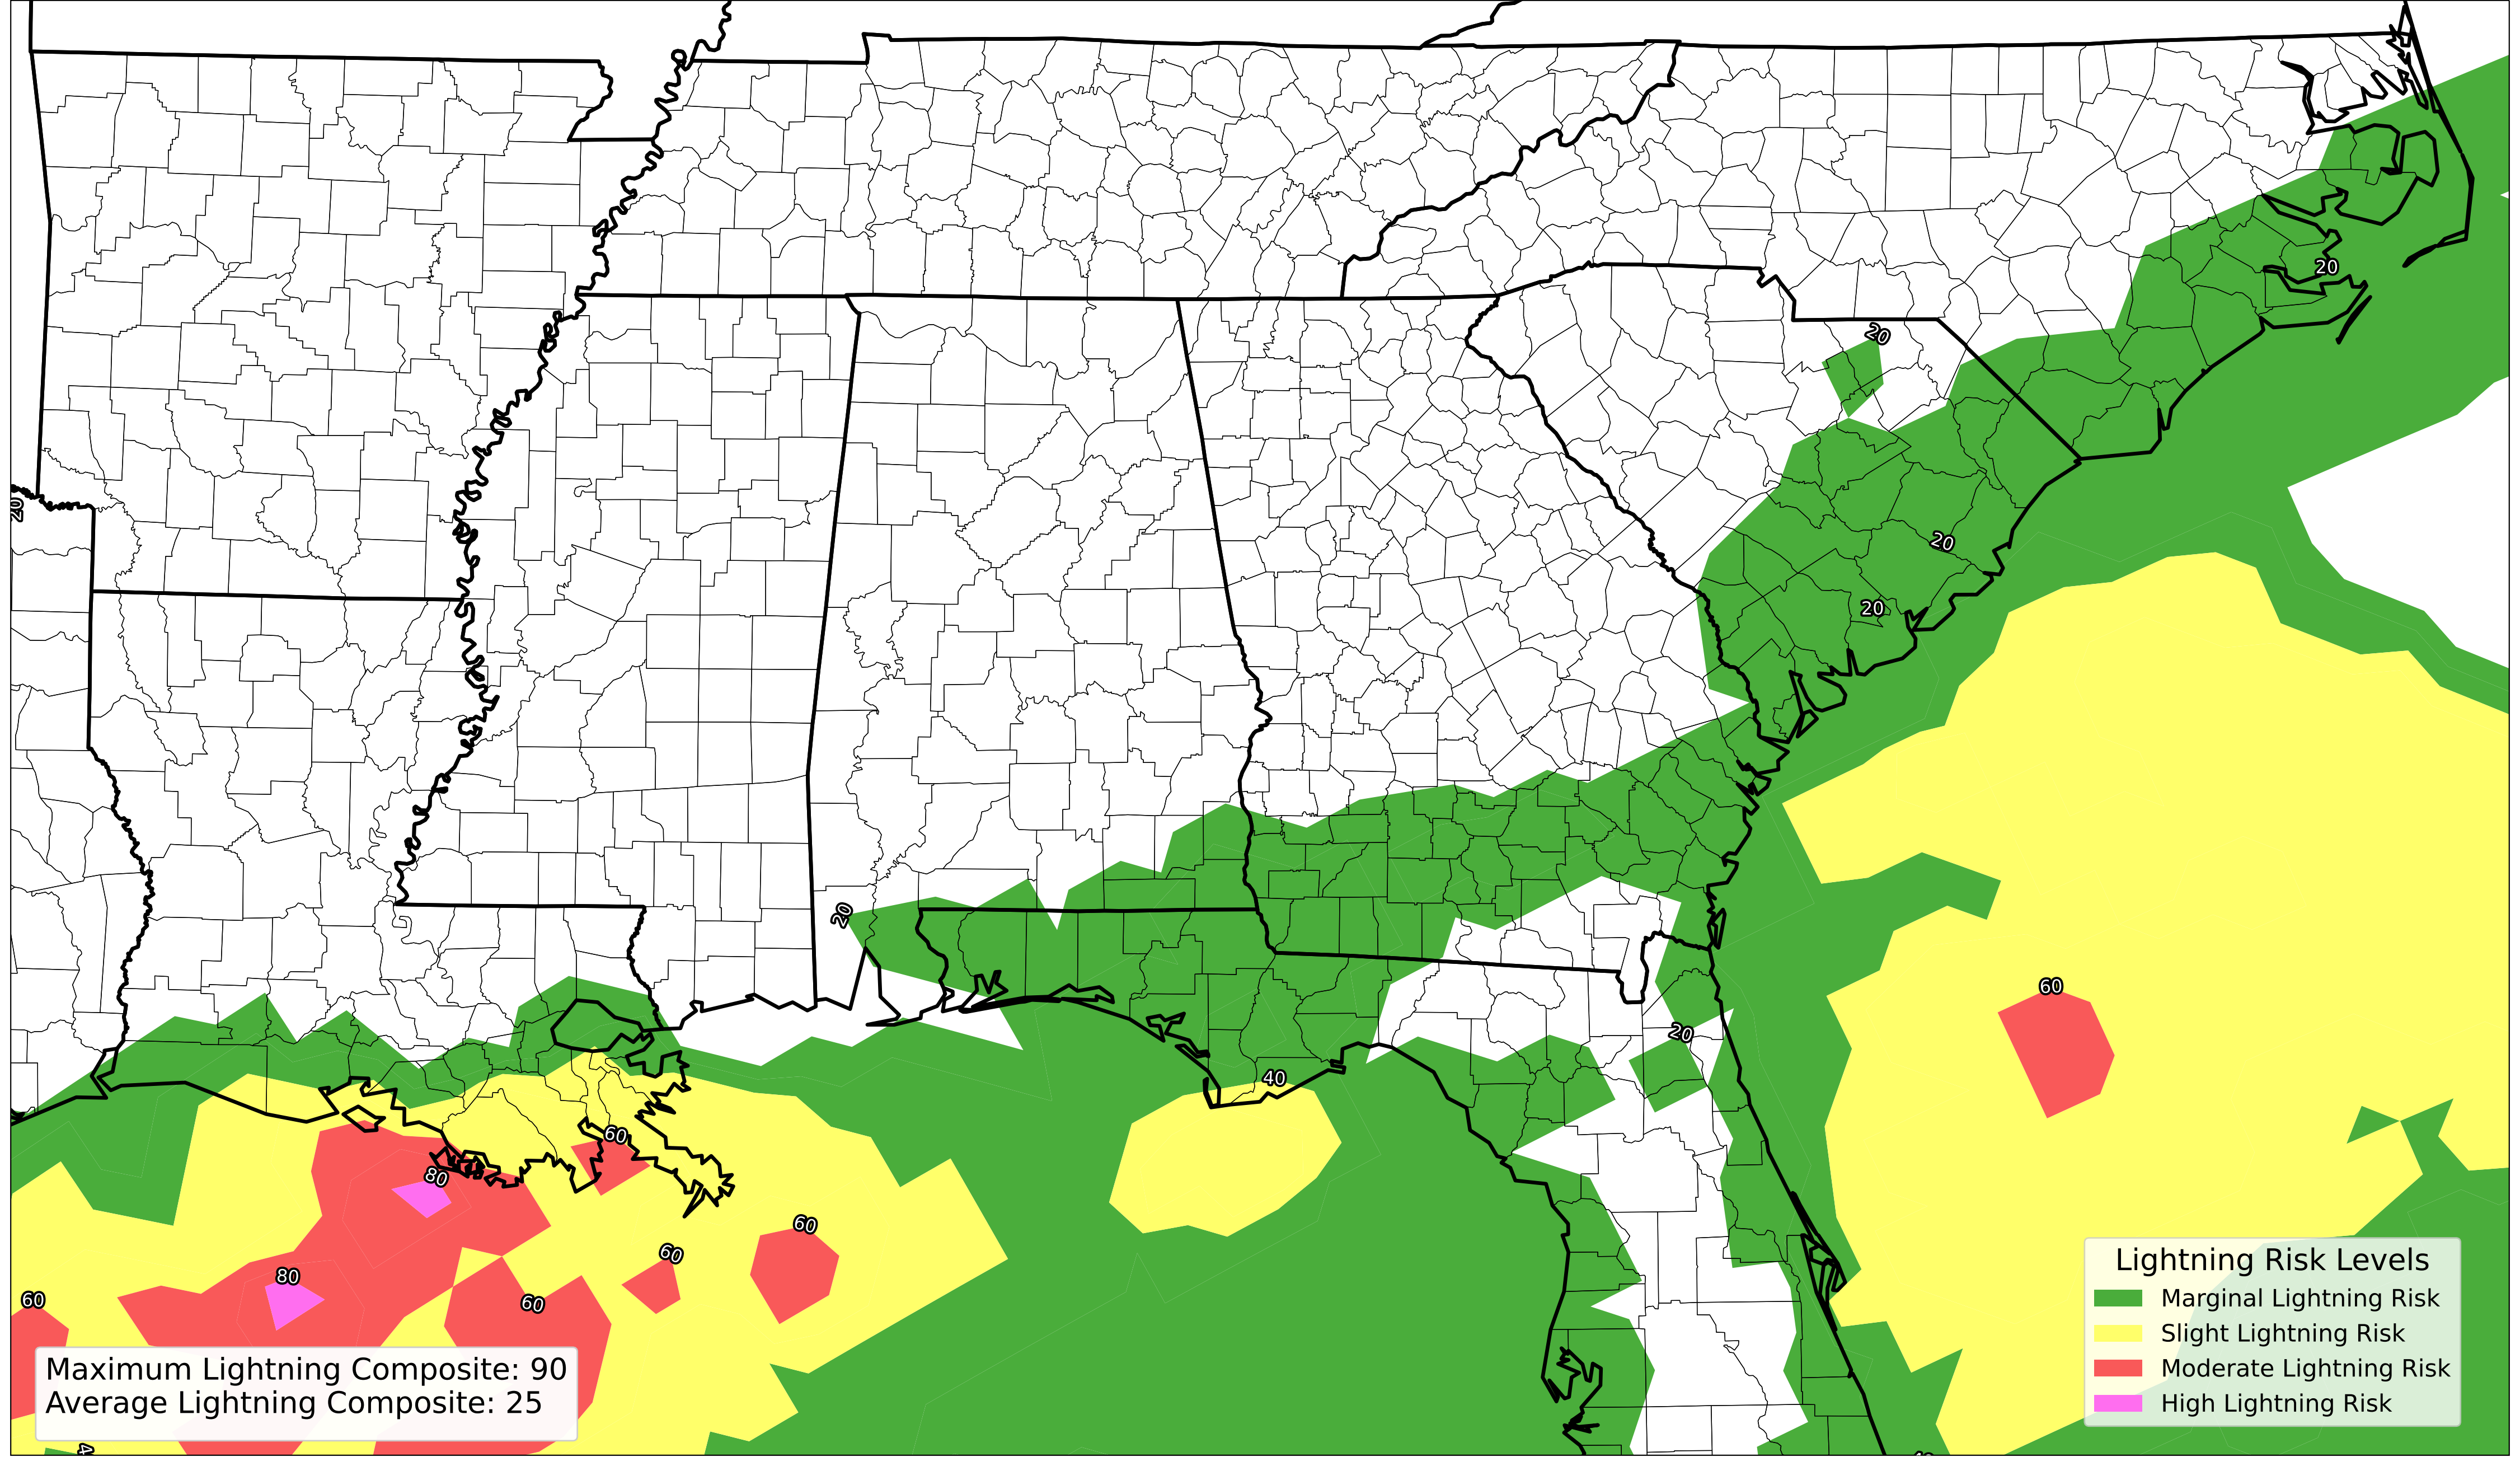 20
20
20
20
20
20
60
20
40
60
80
60
60
80
60
60
Lightning Risk Levels
Marginal Lightning Risk
Slight Lightning Risk
Moderate Lightning Risk
High Lightning Risk
Maximum Lightning Composite: 90
Average Lightning Composite: 25